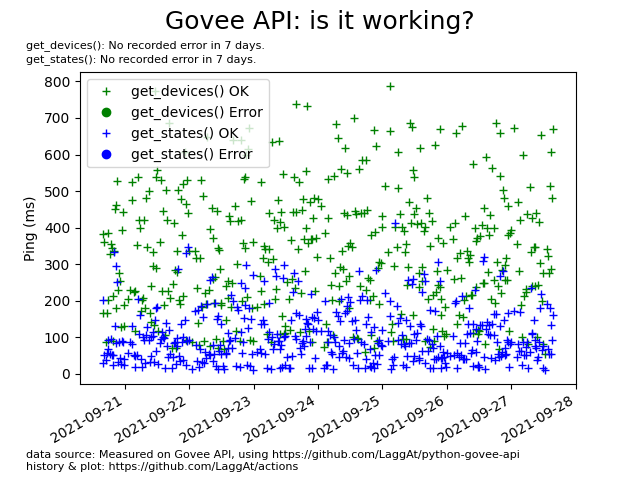 Govee API: is it working?
get_devices(): No recorded error in 7 days.
get_states(): No recorded error in 7 days.
800
700
600
500
400
300
200
100
0
Ping (ms)
get_devices() OK
get_devices() Error
get_states() OK
get_states() Error
2021-09-21
2021-09-22
2021-09-23
2021-09-24
2021-09-25
2021-09-26
2021-09-27
2021-09-28
data source: Measured on Govee API, using https://github.com/LaggAt/python-govee-api
history & plot: https://github.com/LaggAt/actions